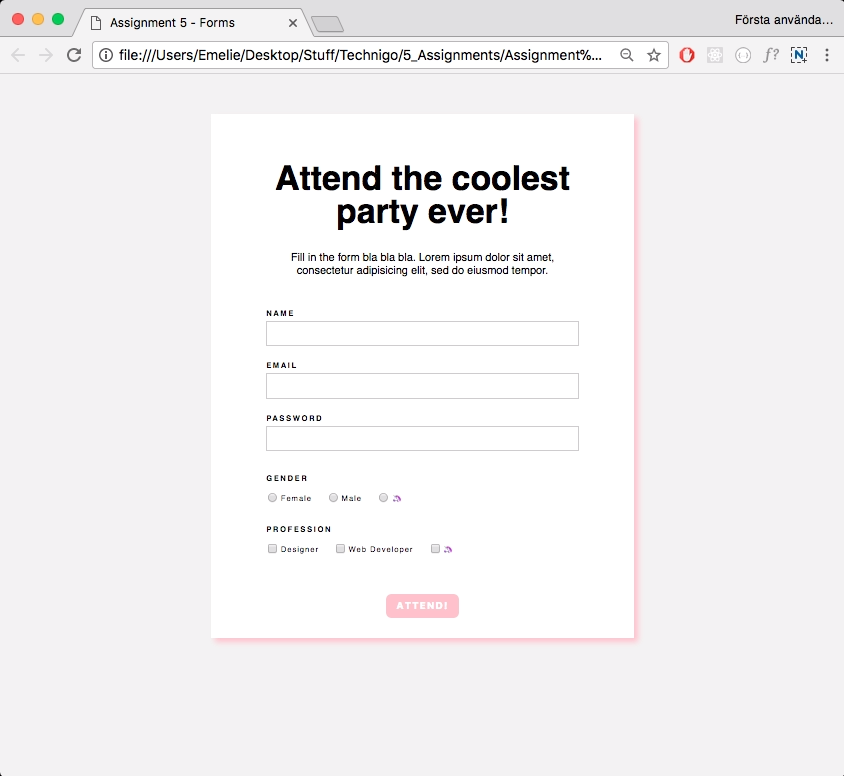 Assignment 5 - Forms
Första använda...
file:///Users/Emelie/Desktop/Stuff/Technigo/5_Assignments/Assignment%...
f?
N
Attend the coolest
party ever!
Fill in the form bla bla bla. Lorem ipsum dolor sit amet,
consectetur adipisicing elit, sed do eiusmod tempor.
NAME
EMAIL
PASSWORD
GENDER
Female Male
PROFESSION
Designer Web Developer
ATTEND!